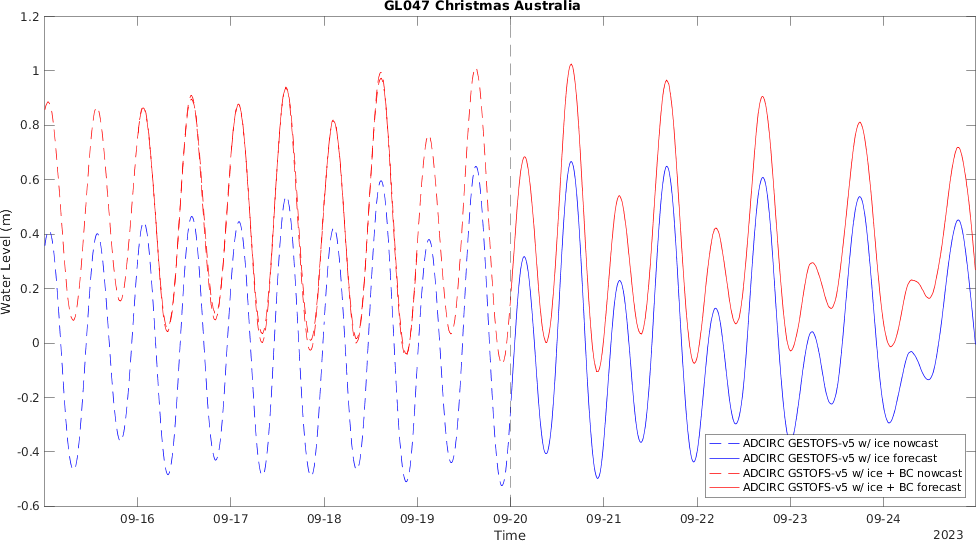 GL047 Christmas Australia
1.2
1
0.8
0.6
0.4
0.2
0
-0.2
-0.4
-0.6
Water Level (m)
ADCIRC GESTOFS-v5 w/ ice nowcast
ADCIRC GESTOFS-v5 w/ ice forecast
ADCIRC GSTOFS-v5 w/ ice + BC nowcast
ADCIRC GSTOFS-v5 w/ ice + BC forecast
09-16 09-17 09-18 09-19 09-20 09-21 09-22 09-23 09-24
Time
2023